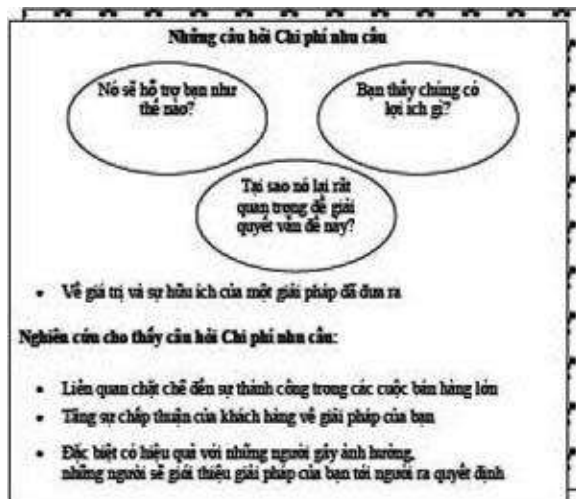 Những câu hỏi Chi phí nhu cầu
Nó sẽ hỗ trợ bạn như
thế nào?
Bạn thấy chúng có
lợi ích gì?
Tại sao nó lại rất
quan trọng để giải
quyết vấn đề này?
• Về giá trị và sự hữu ích của một giải pháp đã đưa ra
Nghiên cứu cho thấy câu hỏi Chi phí nhu cầu:
• Liên quan chặt chẽ đến sự thành công trong các cuộc bán hàng lớn
• Tăng sự chấp thuận của khách hàng về giải pháp của bạn
• Đặc biệt có hiệu quả với những người gây ảnh hưởng,
những người sẽ giới thiệu giải pháp của bạn tới người ra quyết định